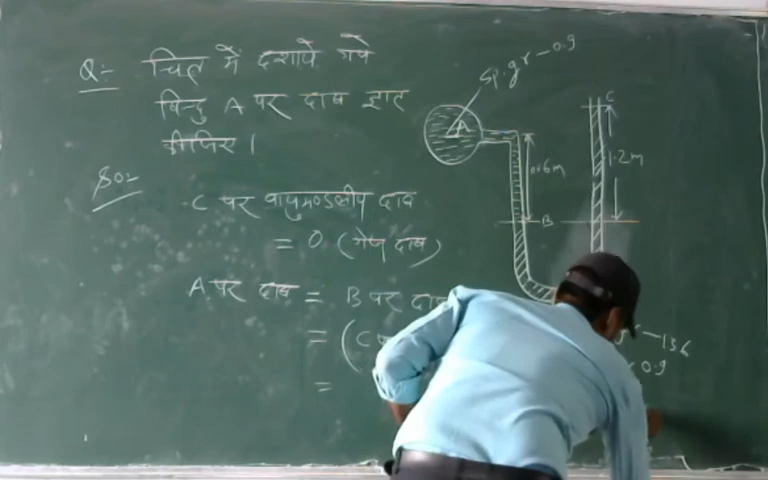 Q:- चित्र में दर्शाये गये
बिन्दु A पर दाब ज्ञात
कीजिए।
So:-
C पर वायुमण्डलीय दाब
= 0 (गेज दाब)
A पर दाब = B पर दाब
= (C
=
sp. gr - 0.9
A
0.6m
B
C
1.2m
- 13.6
0.9